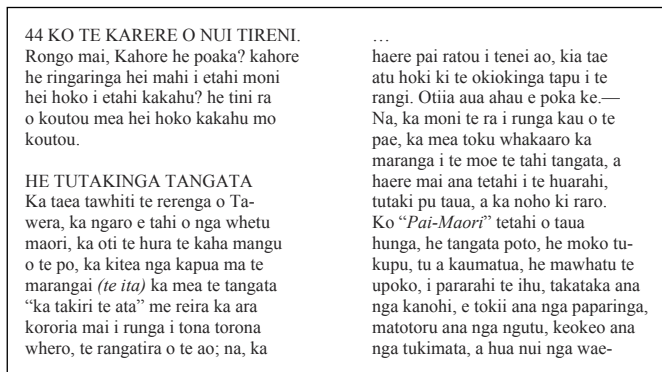 44 KO TE KARERE O NUI TIRENI.
Rongo mai, Kahore he poaka? kahore
he ringaringa hei mahi i etahi moni
hei hoko i etahi kakahu? he tini ra
o koutou mea hei hoko kakahu mo
koutou.
HE TUTAKINGA TANGATA
Ka taea tawhiti te rerenga o Ta-
wera, ka ngaro e tahi o nga whetu
maori, ka oti te hura te kaha mangu
o te po, ka kitea nga kapua ma te
marangai (te ita) ka mea te tangata
“ka takiri te ata” me reira ka ara
kororia mai i runga i tona torona
whero, te rangatira o te ao; na, ka
…
haere pai ratou i tenei ao, kia tae
atu hoki ki te okiokinga tapu i te
rangi. Otiia aua ahau e poka ke.—
Na, ka moni te ra i runga kau o te
pae, ka mea toku whakaaro ka
maranga i te moe te tahi tangata, a
haere mai ana tetahi i te huarahi,
tutaki pu taua, a ka noho ki raro.
Ko “Pai-Maori” tetahi o taua
hunga, he tangata poto, he moko tu-
kupu, tu a kaumatua, he mawhatu te
upoko, i pararahi te ihu, takataka ana
nga kanohi, e tokii ana nga paparinga,
matotoru ana nga ngutu, keokeo ana
nga tukimata, a hua nui nga wae-